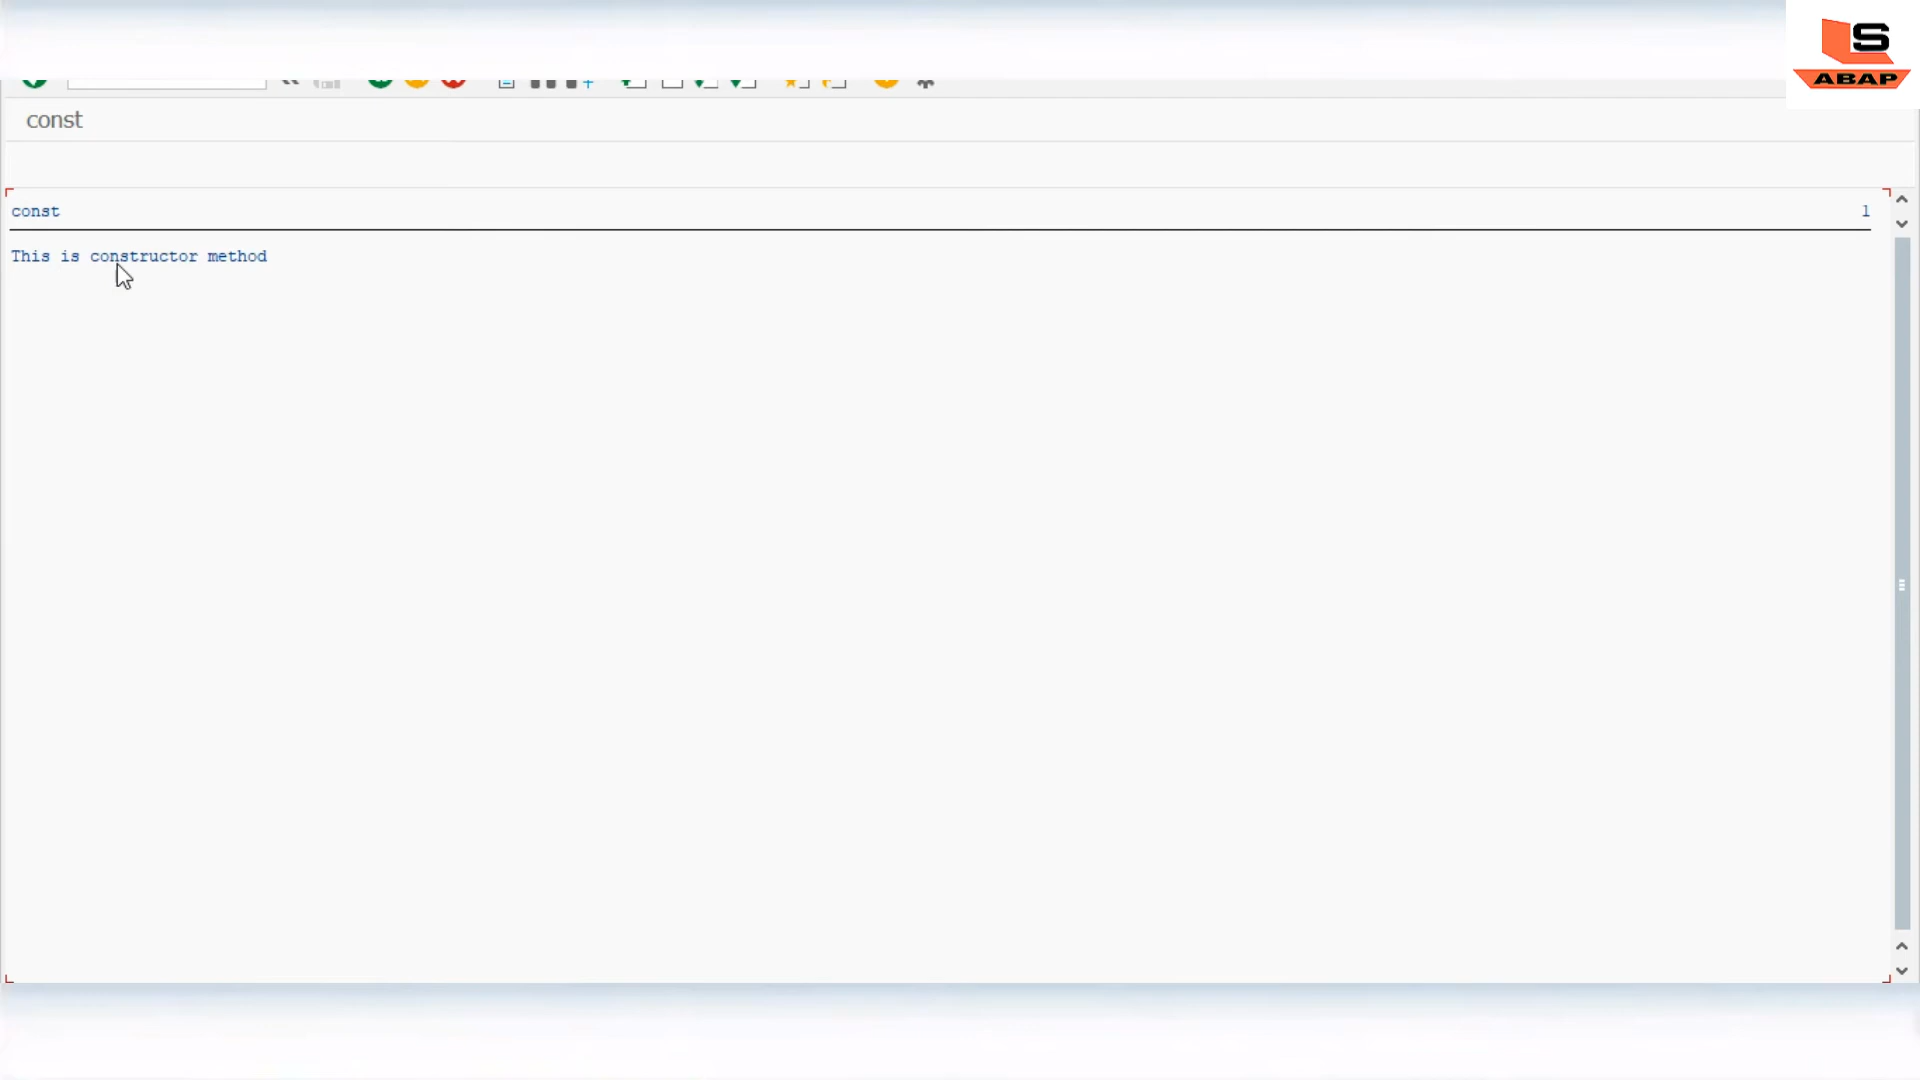 S
ABAP
const
const 1
This is constructor method